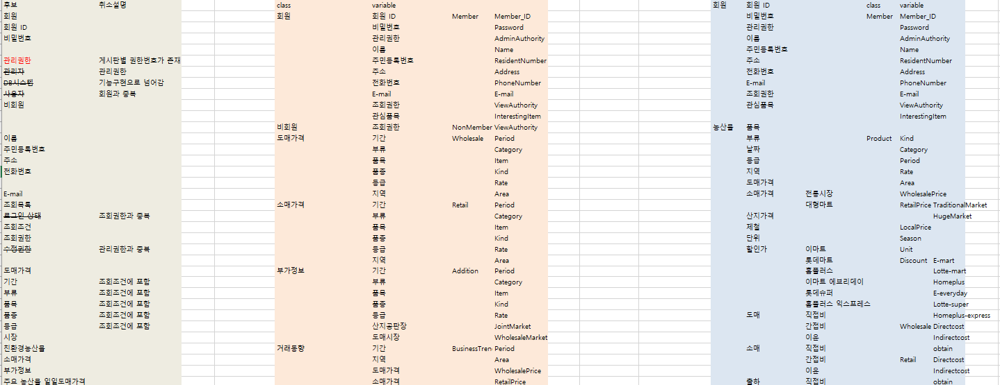 후보 취소설명
회원
회원 ID
비밀번호
관리권한 게시판별 권한번호가 존재
관리자 관리권한
DB시스템 기능구현으로 넘어감
사용자 회원과 중복
비회원
이름
주민등록번호
주소
전화번호
E-mail
조회목록
로그인 상태 조회권한과 중복
조회조건
조회권한
수정권한 관리권한과 중복
도매가격
기간 조회조건에 포함
부류 조회조건에 포함
품목 조회조건에 포함
품종 조회조건에 포함
등급 조회조건에 포함
시장
친환경농산물
소매가격
부가정보
주요 농산물 일일도매가격
class variable
회원 회원 ID Member Member_ID
비밀번호 Password
관리권한 AdminAuthority
이름 Name
주민등록번호 ResidentNumber
주소 Address
전화번호 PhoneNumber
E-mail E-mail
조회권한 ViewAuthority
관심품목 InterestingItem
비회원 조회권한 NonMember ViewAuthority
도매가격 기간 Wholesale Period
부류 Category
품목 Item
품종 Kind
등급 Rate
지역 Area
소매가격 기간 Retail Period
부류 Category
품목 Item
품종 Kind
등급 Rate
지역 Area
부가정보 기간 Addition Period
부류 Category
품목 Item
품종 Kind
등급 Rate
산지공판장 JointMarket
도매시장 WholesaleMarket
거래동향 기간 BusinessTren Period
지역 Area
도매가격 WholesalePrice
소매가격 RetailPrice
회원 회원 ID class variable
비밀번호 Member Member_ID
관리권한 Password
이름 AdminAuthority
주민등록번호 Name
주소 ResidentNumber
전화번호 Address
E-mail PhoneNumber
조회권한 E-mail
관심품목 ViewAuthority
InterestingItem
농산물 품목
부류 Product Kind
날짜 Category
등급 Period
지역 Rate
도매가격 Area
소매가격 전통시장 WholesalePrice
대형마트 RetailPrice TraditionalMarket
산지가격 HugeMarket
제철 LocalPrice
단위 Season
할인가 이마트 Unit
롯데마트 Discount E-mart
홈플러스 Lotte-mart
이마트 에브리데이 Homeplus
롯데슈퍼 E-everyday
홈플러스 익스프레스 Lotte-super
도매 직접비 Homeplus-express
간접비 Wholesale Directcost
이윤 Indirectcost
소매 직접비 obtain
간접비 Retail Directcost
이윤 Indirectcost
출하 직접비 obtain